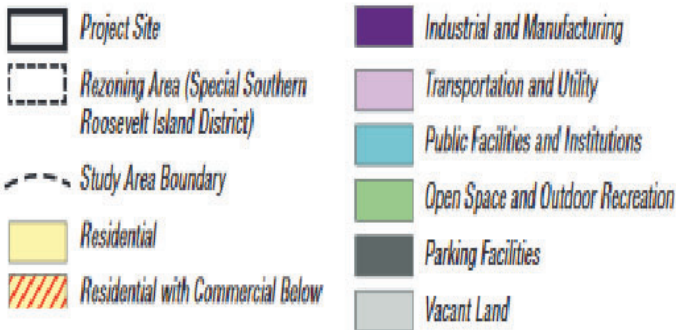 Project Site
Rezoning Area (Special Southern
Roosevelt Island District)
Study Area Boundary
Residential
Residential with Commercial Below
Industrial and Manufacturing
Transportation and Utility
Public Facilities and Institutions
Open Space and Outdoor Recreation
Parking Facilities
Vacant Land